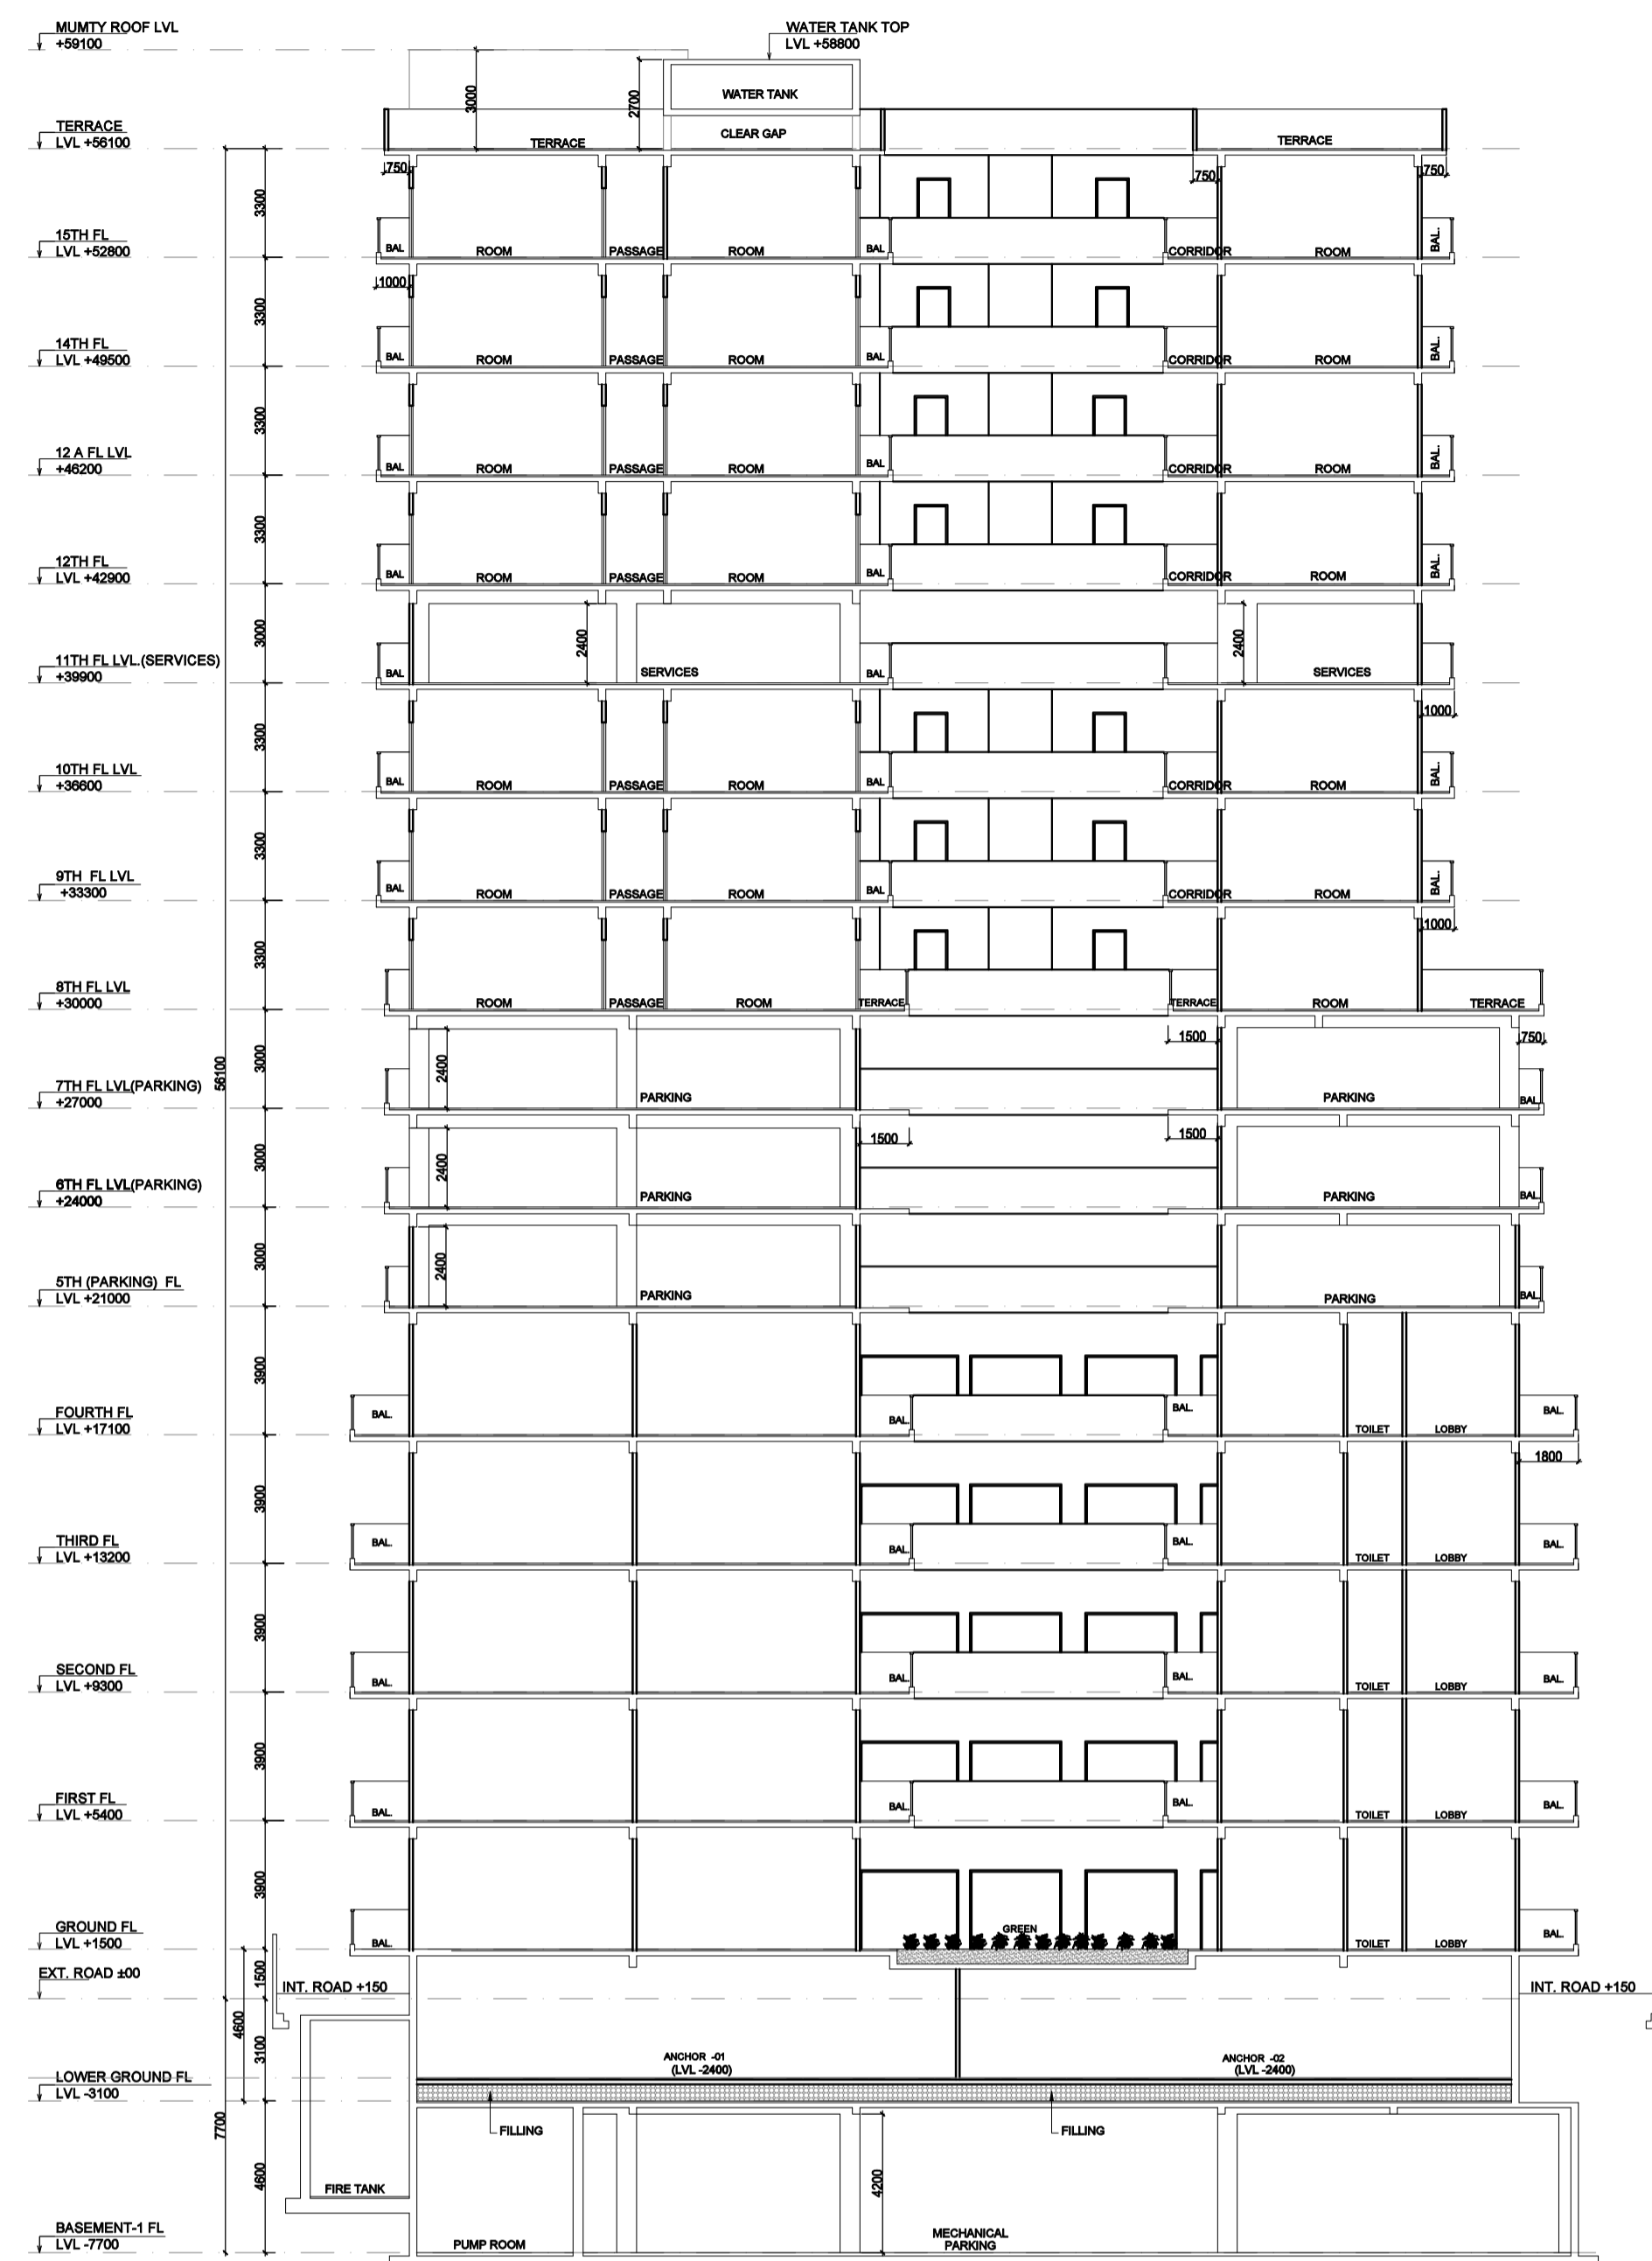 MUMTY ROOF LVL
+59100
WATER TANK TOP
LVL +58800
3000
2700
WATER TANK
CLEAR GAP
TERRACE
LVL +56100
TERRACE
TERRACE
750
750
750
3300
15TH FL
LVL +52800
BAL
ROOM
PASSAGE
ROOM
BAL
CORRIDOR
ROOM
BAL.
1000
3300
14TH FL
LVL +49500
BAL
ROOM
PASSAGE
ROOM
BAL
CORRIDOR
ROOM
BAL.
3300
12 A FL LVL
+46200
BAL
ROOM
PASSAGE
ROOM
BAL
CORRIDOR
ROOM
BAL.
3300
12TH FL
LVL +42900
BAL
ROOM
PASSAGE
ROOM
BAL
CORRIDOR
ROOM
BAL.
3000
2400
2400
11TH FL LVL.(SERVICES)
+39900
BAL
SERVICES
BAL
SERVICES
1000
3300
10TH FL LVL
+36600
BAL
ROOM
PASSAGE
ROOM
BAL
CORRIDOR
ROOM
BAL.
3300
9TH FL LVL
+33300
BAL
ROOM
PASSAGE
ROOM
BAL
CORRIDOR
ROOM
BAL.
1000
3300
8TH FL LVL
+30000
ROOM
PASSAGE
ROOM
TERRACE
TERRACE
ROOM
TERRACE
56100
3000
2400
1500
750
7TH FL LVL(PARKING)
+27000
PARKING
PARKING
BAL
3000
2400
1500
1500
6TH FL LVL(PARKING)
+24000
PARKING
PARKING
BAL.
3000
2400
5TH (PARKING) FL
LVL +21000
PARKING
PARKING
BAL.
3900
FOURTH FL
LVL +17100
BAL.
BAL.
BAL.
TOILET
LOBBY
BAL.
1800
3900
THIRD FL
LVL +13200
BAL.
BAL.
BAL.
TOILET
LOBBY
BAL.
3900
SECOND FL
LVL +9300
BAL.
BAL.
BAL.
TOILET
LOBBY
BAL.
3900
FIRST FL
LVL +5400
BAL.
BAL.
BAL.
TOILET
LOBBY
BAL.
3900
GROUND FL
LVL +1500
BAL.
GREEN
TOILET
LOBBY
BAL.
1500
EXT. ROAD ±00
INT. ROAD +150
INT. ROAD +150
4600
3100
ANCHOR -01
(LVL -2400)
ANCHOR -02
(LVL -2400)
LOWER GROUND FL
LVL -3100
FILLING
FILLING
7700
4600
4200
FIRE TANK
BASEMENT-1 FL
LVL -7700
PUMP ROOM
MECHANICAL
PARKING